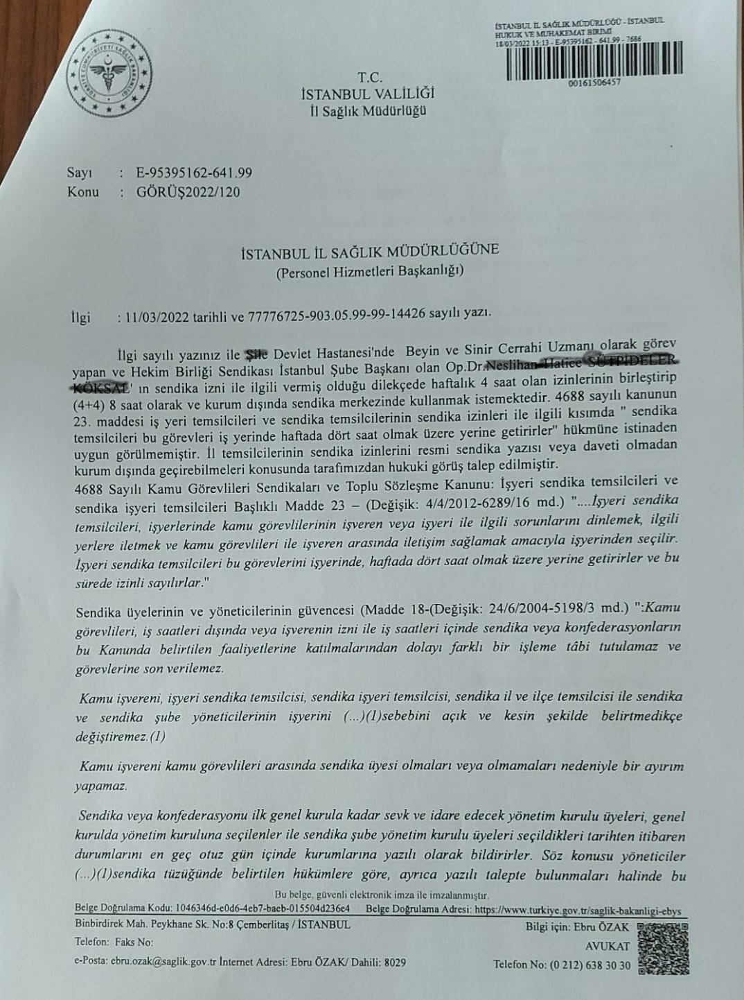 İSTANBUL İL SAĞLIK MÜDÜRLÜĞÜ - İSTANBUL
HUKUK VE MUHAKEMAT BİRİMİ
18/03/2022 15:13 - E-95395162 - 641.99 - 7686
00161506457
T.C.
İSTANBUL VALİLİĞİ
İl Sağlık Müdürlüğü
Sayı : E-95395162-641.99
Konu : GÖRÜŞ2022/120
İSTANBUL İL SAĞLIK MÜDÜRLÜĞÜNE
(Personel Hizmetleri Başkanlığı)
İlgi : 11/03/2022 tarihli ve 77776725-903.05.99-99-14426 sayılı yazı.
İlgi sayılı yazınız ile Devlet Hastanesi'nde Beyin ve Sinir Cerrahi Uzmanı olarak görev
yapan ve Hekim Birliği Sendikası İstanbul Şube Başkanı olan Op.Dr.
' ın sendika izni ile ilgili vermiş olduğu dilekçede haftalık 4 saat olan izinlerinin birleştirip
(4+4) 8 saat olarak ve kurum dışında sendika merkezinde kullanmak istemektedir. 4688 sayılı kanunun
23. maddesi iş yeri temsilcileri ve sendika temsilcilerinin sendika izinleri ile ilgili kısımda " sendika
temsilcileri bu görevleri iş yerinde haftada dört saat olmak üzere yerine getirirler" hükmüne istinaden
uygun görülmemiştir. İl temsilcilerinin sendika izinlerini resmi sendika yazısı veya daveti olmadan
kurum dışında geçirebilmeleri konusunda tarafımızdan hukuki görüş talep edilmiştir.
4688 Sayılı Kamu Görevlileri Sendikaları ve Toplu Sözleşme Kanunu: İşyeri sendika temsilcileri ve
sendika işyeri temsilcileri Başlıklı Madde 23 – (Değişik: 4/4/2012-6289/16 md.) "....İşyeri sendika
temsilcileri, işyerlerinde kamu görevlilerinin işveren veya işyeri ile ilgili sorunlarını dinlemek, ilgili
yerlere iletmek ve kamu görevlileri ile işveren arasında iletişim sağlamak amacıyla işyerinden seçilir.
İşyeri sendika temsilcileri bu görevlerini işyerinde, haftada dört saat olmak üzere yerine getirirler ve bu
sürede izinli sayılırlar."
Sendika üyelerinin ve yöneticilerinin güvencesi (Madde 18-(Değişik: 24/6/2004-5198/3 md.) ":Kamu
görevlileri, iş saatleri dışında veya işverenin izni ile iş saatleri içinde sendika veya konfederasyonların
bu Kanunda belirtilen faaliyetlerine katılmalarından dolayı farklı bir işleme tâbi tutulamaz ve
görevlerine son verilemez.
Kamu işvereni, işyeri sendika temsilcisi, sendika işyeri temsilcisi, sendika il ve ilçe temsilcisi ile sendika
ve sendika şube yöneticilerinin işyerini (...)(1)sebebini açık ve kesin şekilde belirtmedikçe
değiştiremez.(1)
Kamu işvereni kamu görevlileri arasında sendika üyesi olmaları veya olmamaları nedeniyle bir ayırım
yapamaz.
Sendika veya konfederasyonu ilk genel kurula kadar sevk ve idare edecek yönetim kurulu üyeleri, genel
kurulda yönetim kuruluna seçilenler ile sendika şube yönetim kurulu üyeleri seçildikleri tarihten itibaren
durumlarını en geç otuz gün içinde kurumlarına yazılı olarak bildirirler. Söz konusu yöneticiler
(...)(1)sendika tüzüğünde belirtilen hükümlere göre, ayrıca yazılı talepte bulunmaları halinde bu
Bu belge, güvenli elektronik imza ile imzalanmıştır.
Belge Doğrulama Kodu: 1046346d-e0d6-4eb7-baeb-015504d236e4 Belge Doğrulama Adresi: https://www.turkiye.gov.tr/saglik-bakanligi-ebys
Binbirdirek Mah. Peykhane Sk. No:8 Çemberlitaş / İSTANBUL Bilgi için: Ebru ÖZAK
Telefon: Faks No: AVUKAT
e-Posta: ebru.ozak@saglik.gov.tr İnternet Adresi: Ebru ÖZAK/ Dahili: 8029 Telefon No: (0 212) 638 30 30